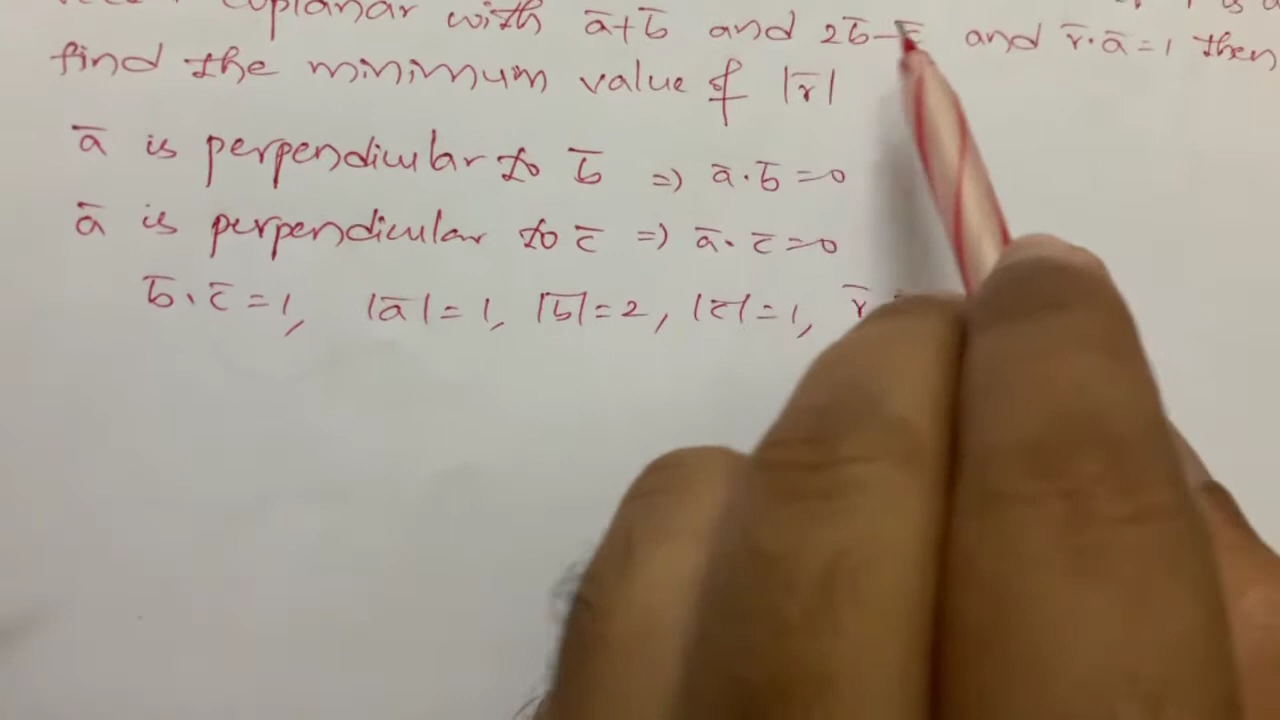 coplanar with a̅+b̅ and 2b̅-c̅ and r̅·a̅=1 then
find the minimum value of |r̅|
a̅ is perpendicular to b̅ => a̅·b̅=0
a̅ is perpendicular to c̅ => a̅·c̅=0
b̅·c̅=1, |a̅|=1, |b̅|=2, |c̅|=1, r̅